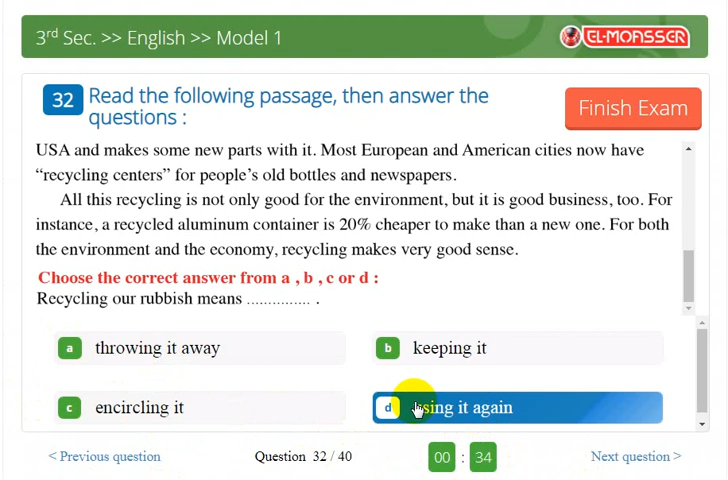 3rd Sec. >> English >> Model 1
EL-MOASSER
32
Read the following passage, then answer the
questions :
Finish Exam
USA and makes some new parts with it. Most European and American cities now have
“recycling centers” for people’s old bottles and newspapers.
All this recycling is not only good for the environment, but it is good business, too. For
instance, a recycled aluminum container is 20% cheaper to make than a new one. For both
the environment and the economy, recycling makes very good sense.
Choose the correct answer from a , b , c or d :
Recycling our rubbish means ............... .
a throwing it away
b keeping it
c encircling it
d using it again
< Previous question
Question 32 / 40
00 : 34
Next question >